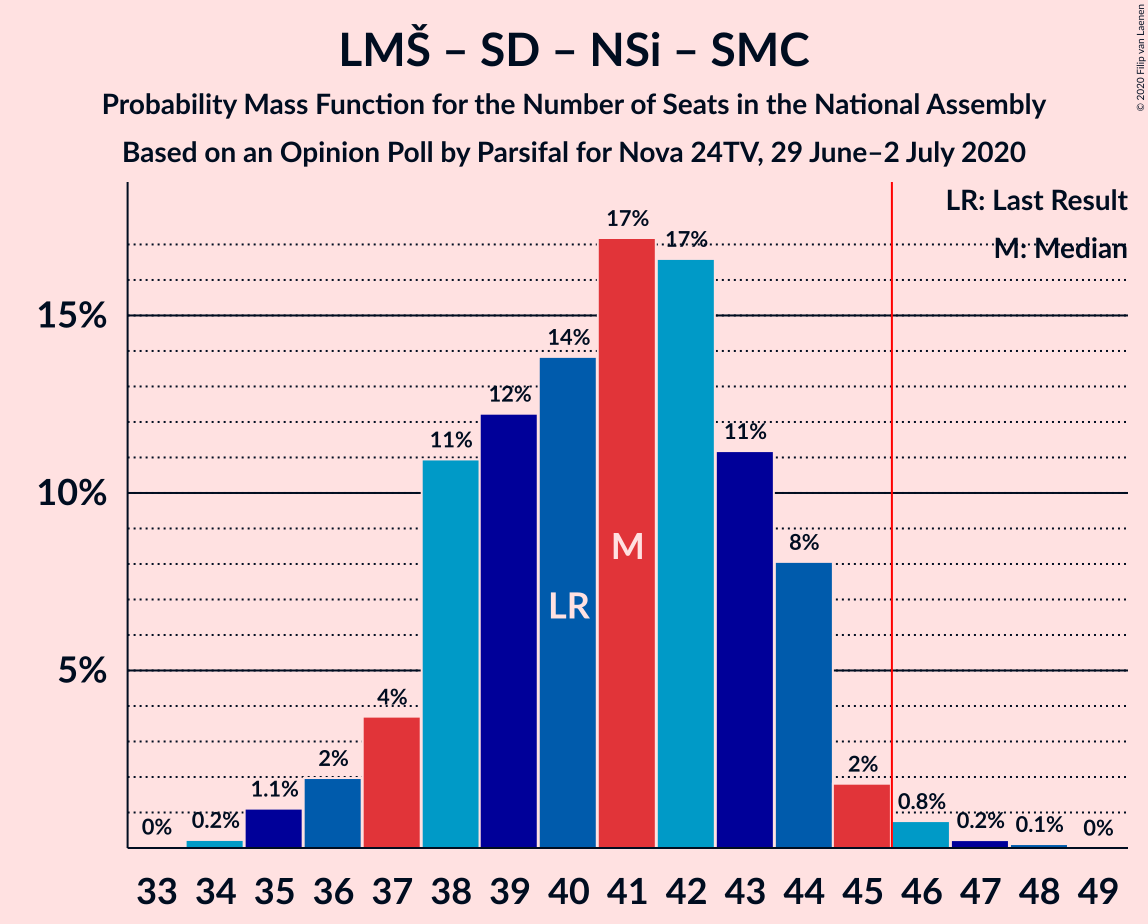 LMŠ – SD – NSi – SMC
Probability Mass Function for the Number of Seats in the National Assembly
Based on an Opinion Poll by Parsifal for Nova 24TV, 29 June–2 July 2020
© 2020 Filip van Laenen
LR: Last Result
M: Median
15%
10%
5%
0%
0.2%
1.1%
2%
4%
11%
12%
14%
17%
17%
11%
8%
2%
0.8%
0.2%
0.1%
0%
LR
M
33 34 35 36 37 38 39 40 41 42 43 44 45 46 47 48 49